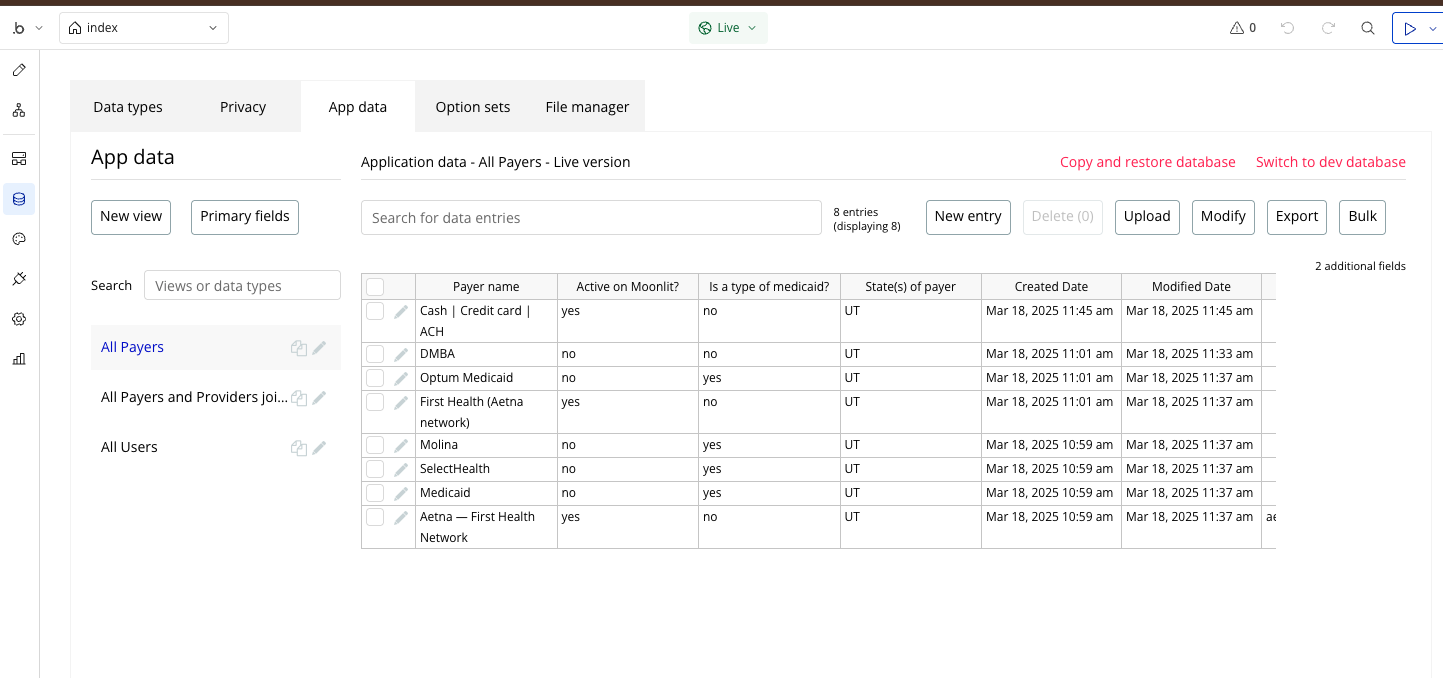 .b index Live 0
Data types Privacy App data Option sets File manager
App data
Application data - All Payers - Live version Copy and restore database Switch to dev database
New view Primary fields
Search for data entries 8 entries (displaying 8) New entry Delete (0) Upload Modify Export Bulk
2 additional fields
Search Views or data types
All Payers
All Payers and Providers joi...
All Users
Payer name Active on Moonlit? Is a type of medicaid? State(s) of payer Created Date Modified Date
Cash | Credit card | ACH yes no UT Mar 18, 2025 11:45 am Mar 18, 2025 11:45 am
DMBA no no UT Mar 18, 2025 11:01 am Mar 18, 2025 11:33 am
Optum Medicaid no yes UT Mar 18, 2025 11:01 am Mar 18, 2025 11:37 am
First Health (Aetna network) yes no UT Mar 18, 2025 11:01 am Mar 18, 2025 11:37 am
Molina no yes UT Mar 18, 2025 10:59 am Mar 18, 2025 11:37 am
SelectHealth no yes UT Mar 18, 2025 10:59 am Mar 18, 2025 11:37 am
Medicaid no yes UT Mar 18, 2025 10:59 am Mar 18, 2025 11:37 am
Aetna — First Health Network yes no UT Mar 18, 2025 10:59 am Mar 18, 2025 11:37 am